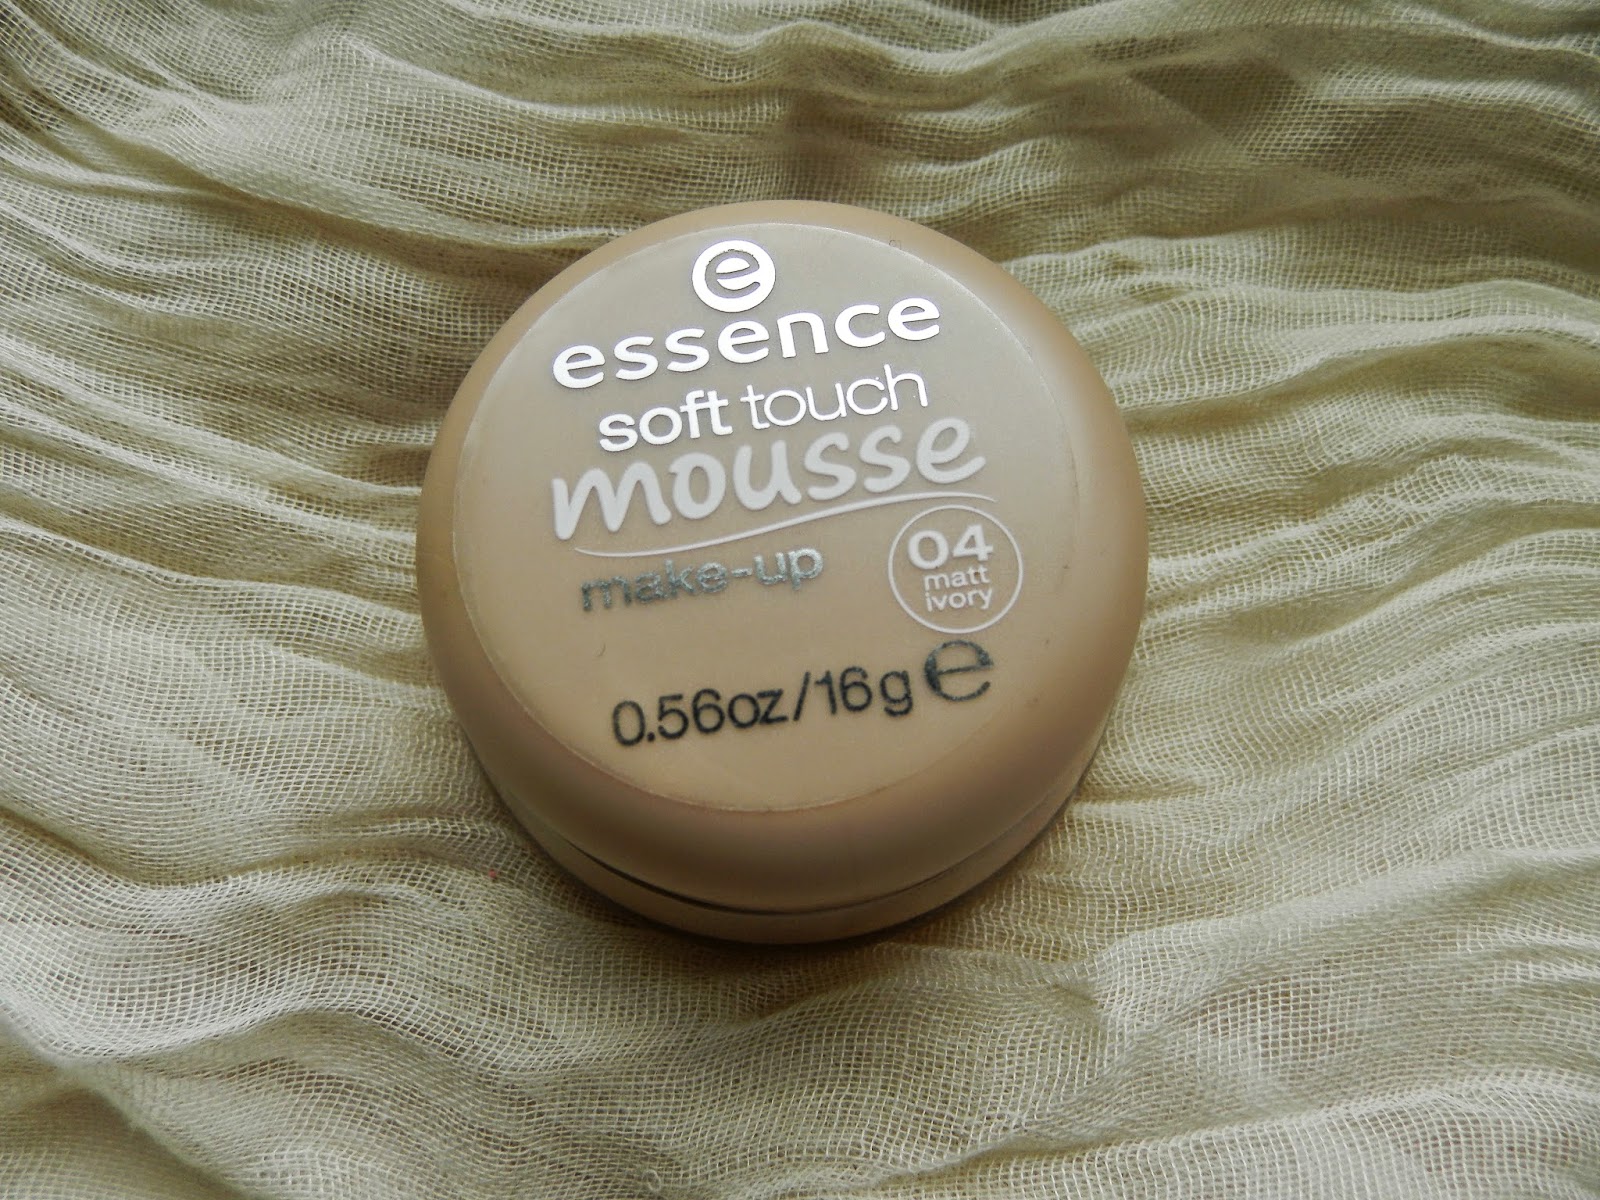 e
essence
soft touch
mousse
make-up
04
matt
ivory
0.56oz/16g ℮